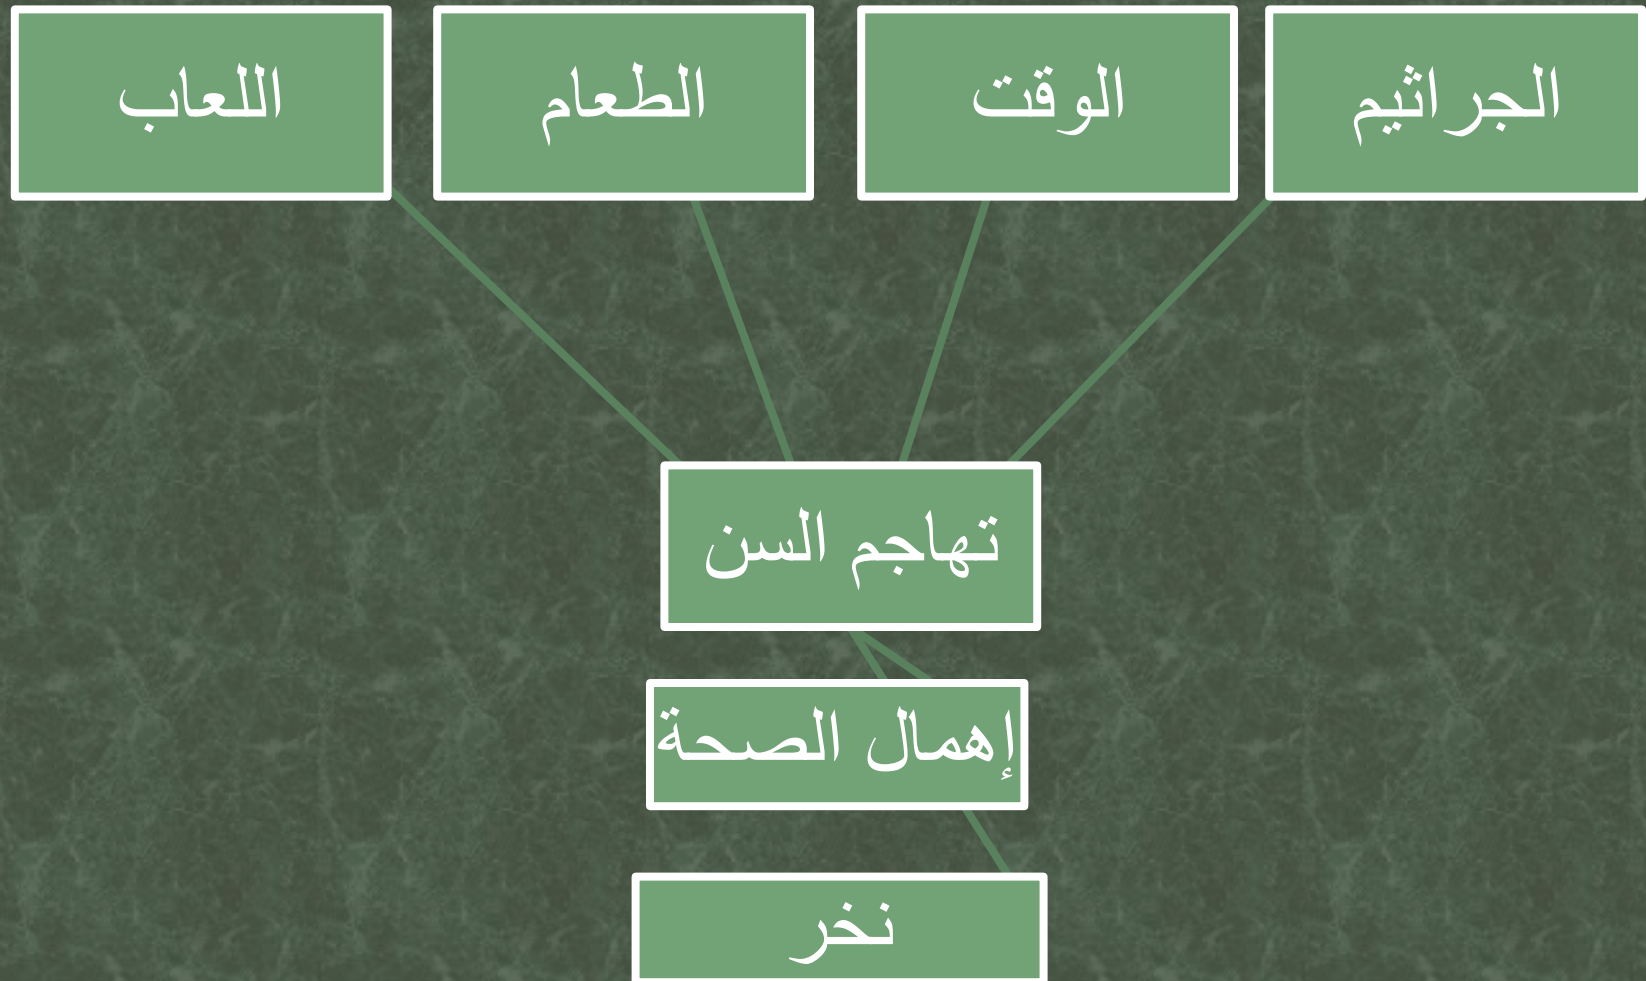 الجراثيم
الوقت
الطعام
اللعاب
تهاجم السن
إهمال الصحة
نخر